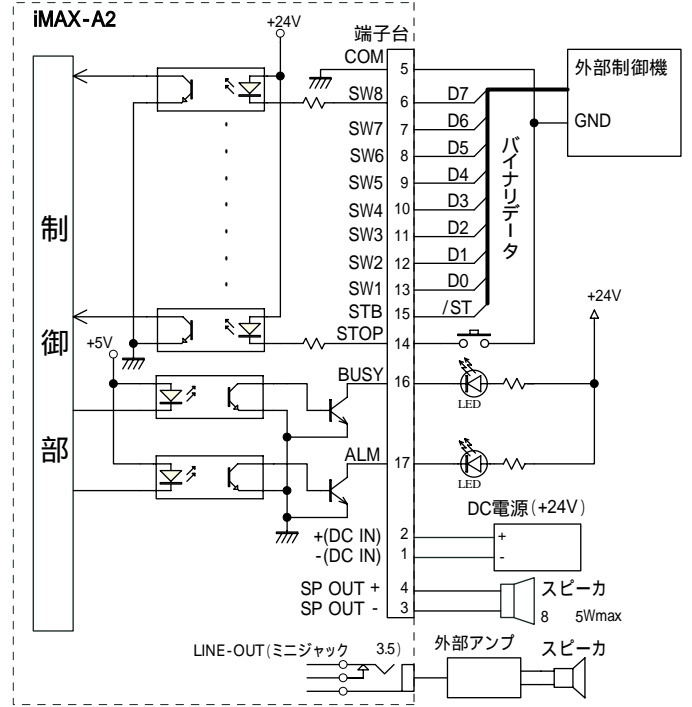 iMAX-A2
+24V
端子台
COM
5
外部制御機
SW8
6
D7
SW7
7
D6
GND
SW6
8
D5
SW5
9
D4
SW4
10
D3
SW3
11
D2
SW2
12
D1
SW1
13
D0
STB
15
/ST
バイナリデータ
制御部
STOP
14
+24V
+5V
BUSY
16
LED
ALM
17
LED
DC電源(+24V)
+(DC IN)
2
+
-(DC IN)
1
-
SP OUT +
4
スピーカ
SP OUT -
3
8 5Wmax
LINE-OUT(ミニジャック 3.5)
外部アンプ
スピーカ